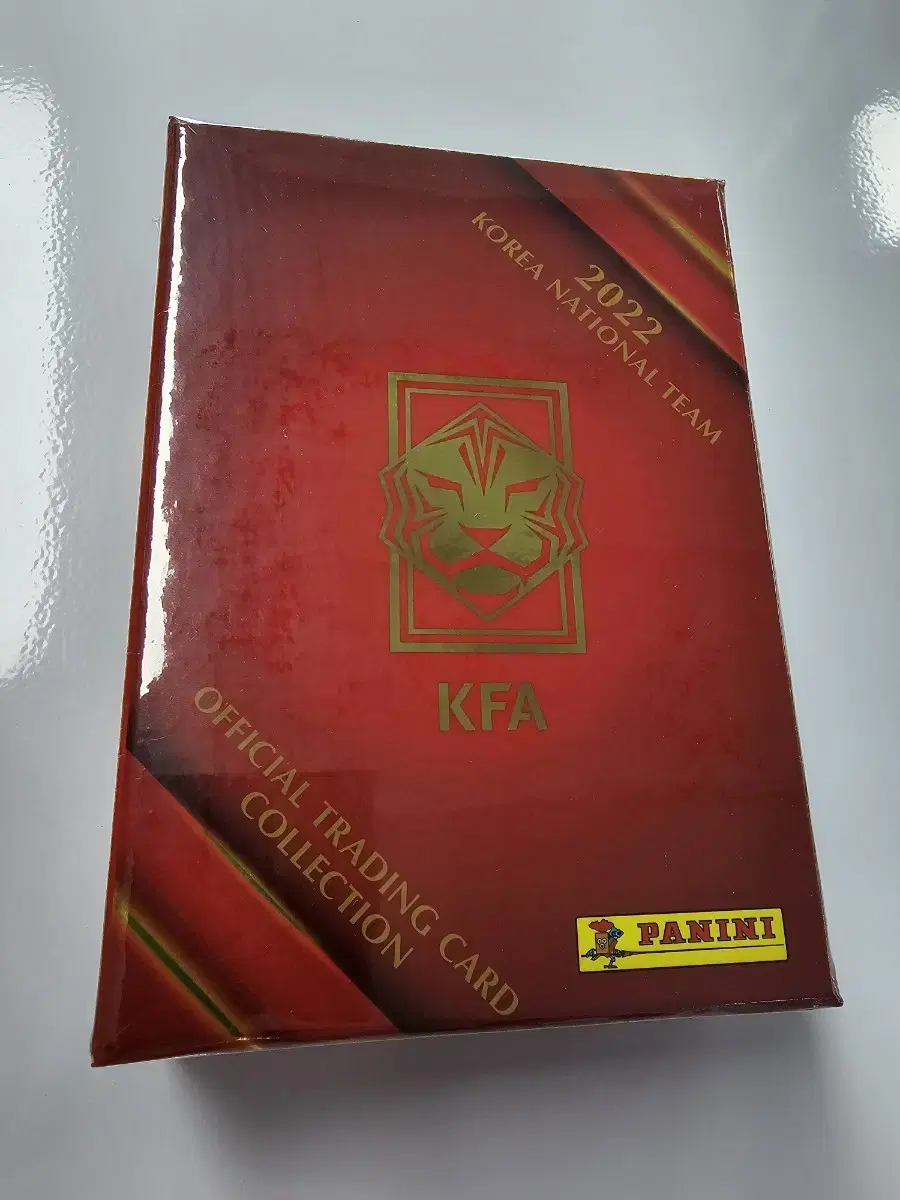 2022
KOREA NATIONAL TEAM
KFA
OFFICIAL TRADING CARD
COLLECTION
PANINI